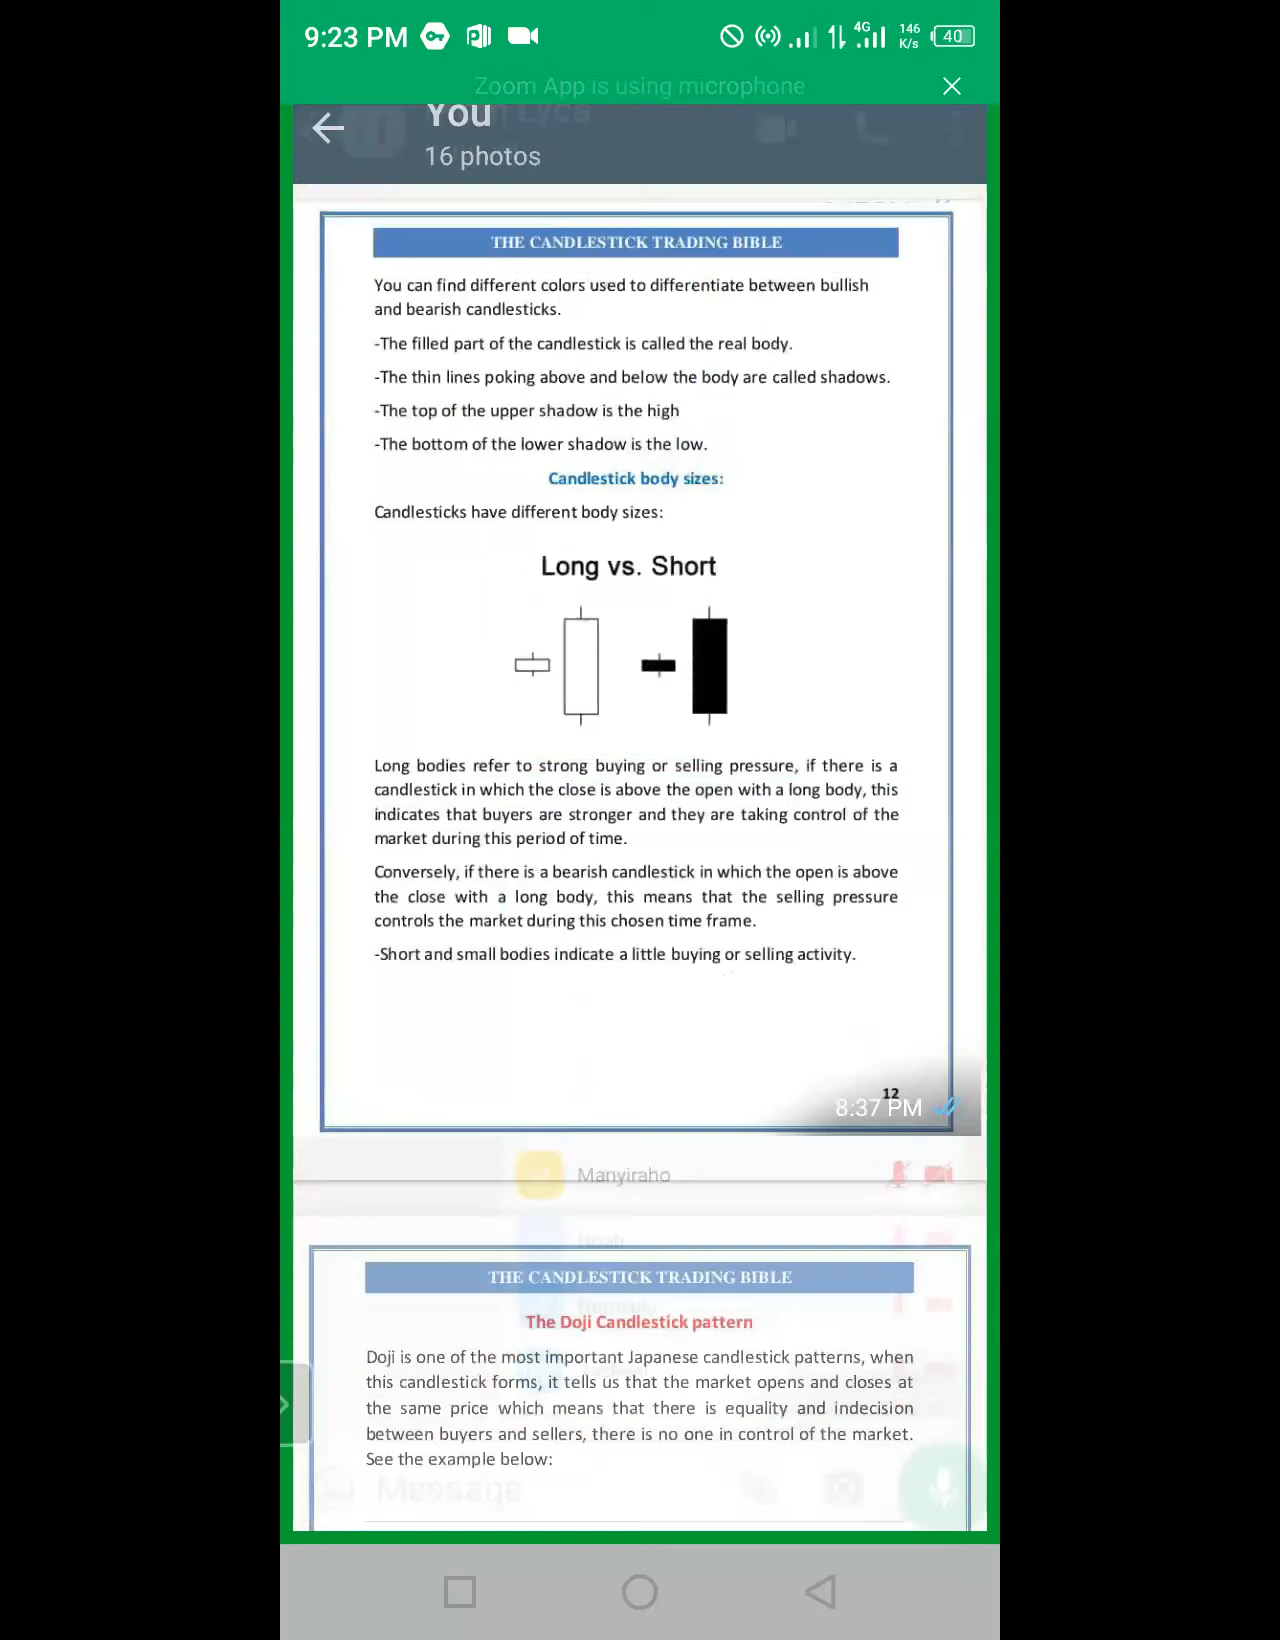 9:23 PM
4G
146
K/s
40
Zoom App is using microphone
You
16 photos
THE CANDLESTICK TRADING BIBLE
You can find different colors used to differentiate between bullish
and bearish candlesticks.
-The filled part of the candlestick is called the real body.
-The thin lines poking above and below the body are called shadows.
-The top of the upper shadow is the high
-The bottom of the lower shadow is the low.
Candlestick body sizes:
Candlesticks have different body sizes:
Long vs. Short
Long bodies refer to strong buying or selling pressure, if there is a
candlestick in which the close is above the open with a long body, this
indicates that buyers are stronger and they are taking control of the
market during this period of time.
Conversely, if there is a bearish candlestick in which the open is above
the close with a long body, this means that the selling pressure
controls the market during this chosen time frame.
-Short and small bodies indicate a little buying or selling activity.
12
8:37 PM
Manyiraho
THE CANDLESTICK TRADING BIBLE
The Doji Candlestick pattern
Doji is one of the most important Japanese candlestick patterns, when
this candlestick forms, it tells us that the market opens and closes at
the same price which means that there is equality and indecision
between buyers and sellers, there is no one in control of the market.
See the example below:
Message